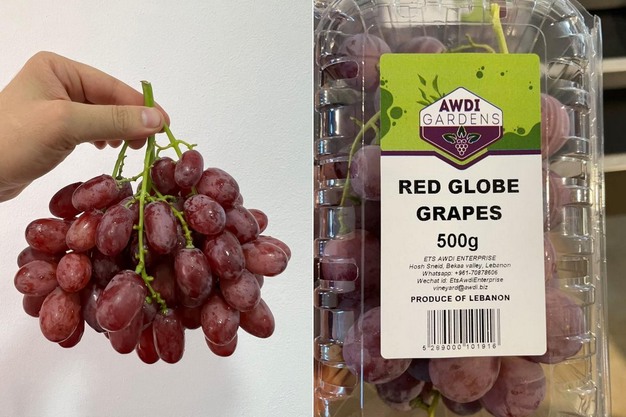 AWDI
GARDENS
RED GLOBE
GRAPES
500g
ETS AWDI ENTERPRISE
Hosh Sneid, Bekaa valley, Lebanon
Whatsapp: +961-70878606
Wechat id: EtsAwdiEnterprise
vineyard@awdi.biz
PRODUCE OF LEBANON
5 289000 101916